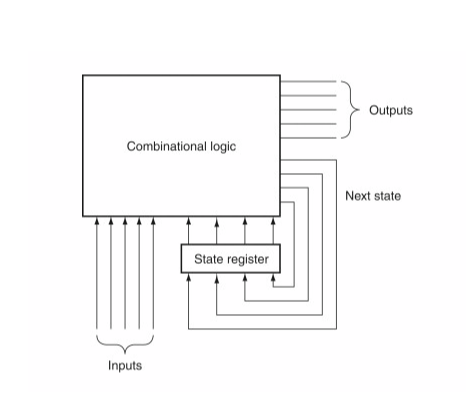 Outputs
Combinational logic
Next state
State register
Inputs